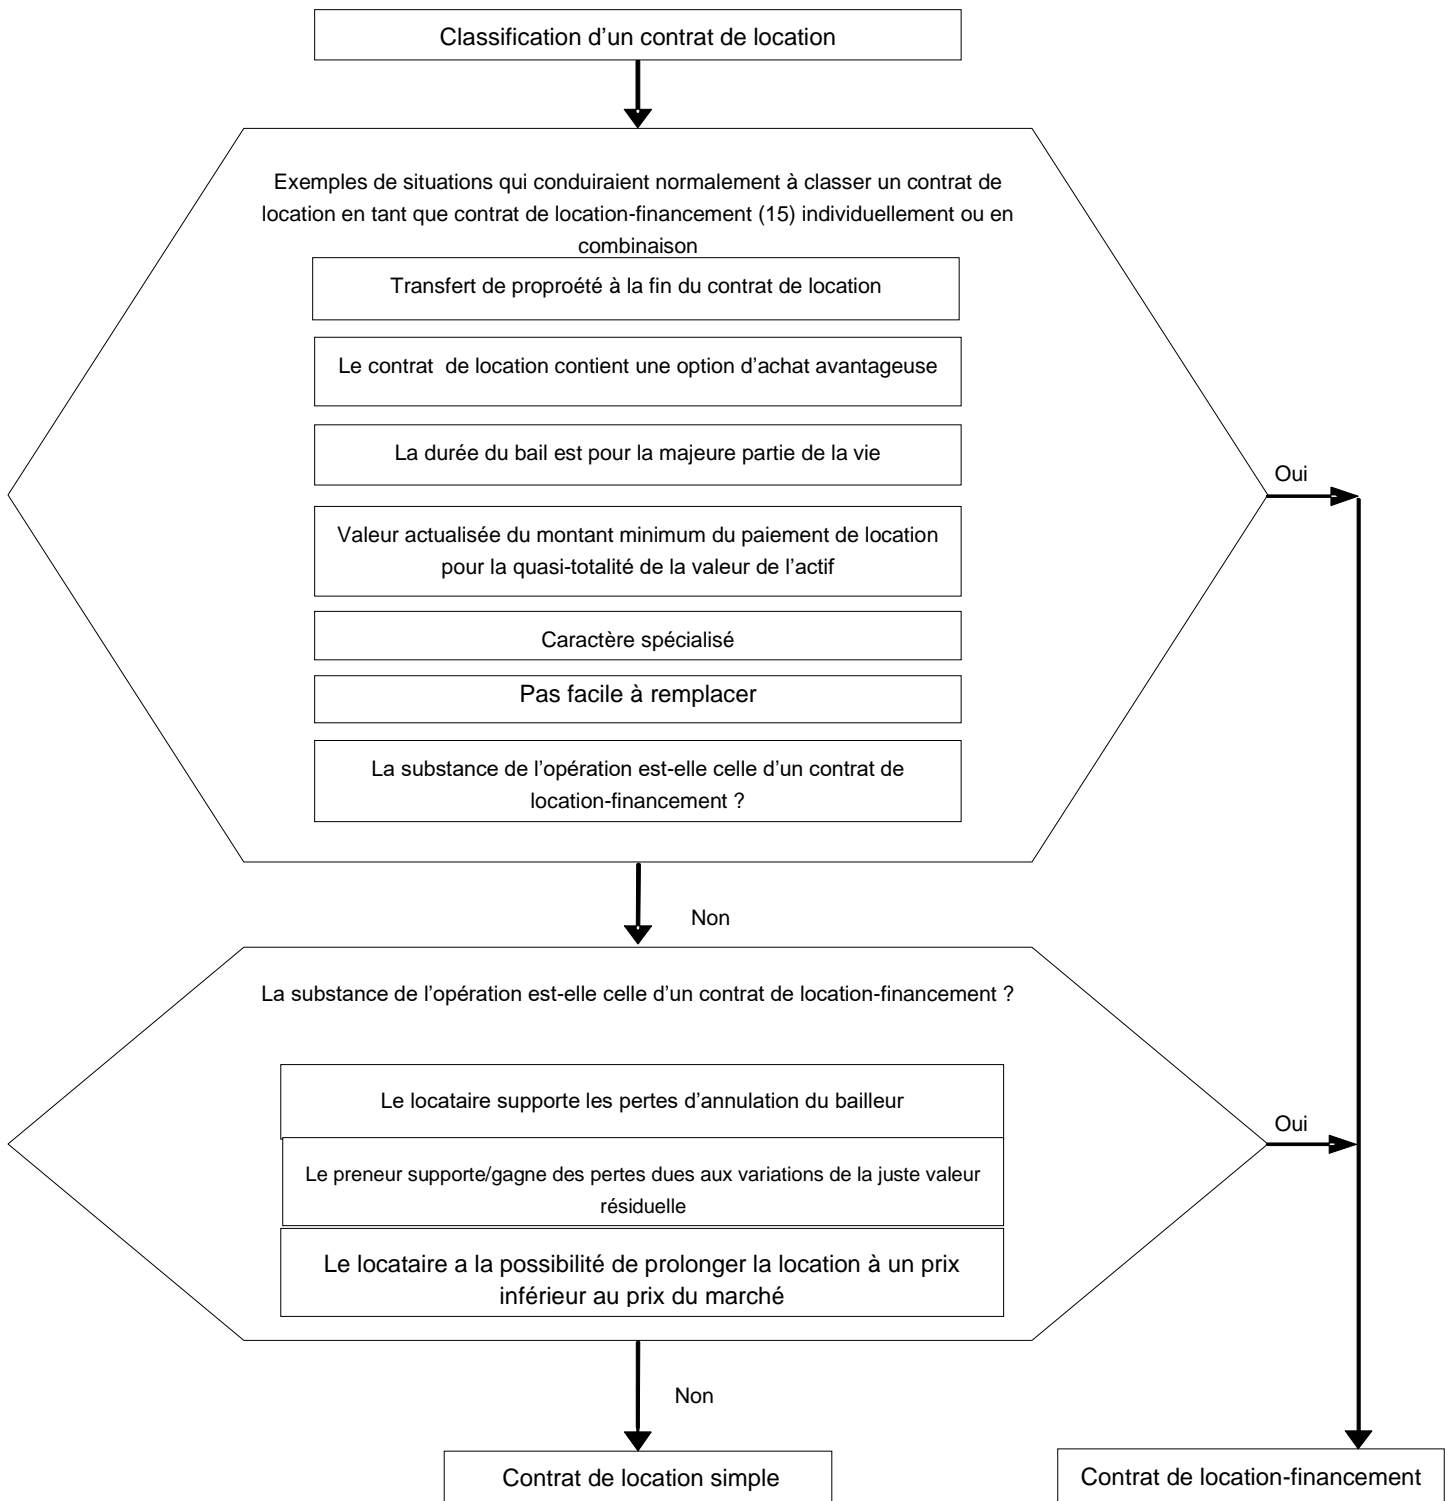 Classification d’un contrat de location
Exemples de situations qui conduiraient normalement à classer un contrat de
location en tant que contrat de location-financement (15) individuellement ou en
combinaison
Transfert de proproété à la fin du contrat de location
Le contrat de location contient une option d’achat avantageuse
La durée du bail est pour la majeure partie de la vie
Oui
Valeur actualisée du montant minimum du paiement de location
pour la quasi-totalité de la valeur de l’actif
Caractère spécialisé
Pas facile à remplacer
La substance de l’opération est-elle celle d’un contrat de
location-financement ?
Non
La substance de l’opération est-elle celle d’un contrat de location-financement ?
Le locataire supporte les pertes d’annulation du bailleur
Oui
Le preneur supporte/gagne des pertes dues aux variations de la juste valeur
résiduelle
Le locataire a la possibilité de prolonger la location à un prix
inférieur au prix du marché
Non
Contrat de location simple
Contrat de location-financement